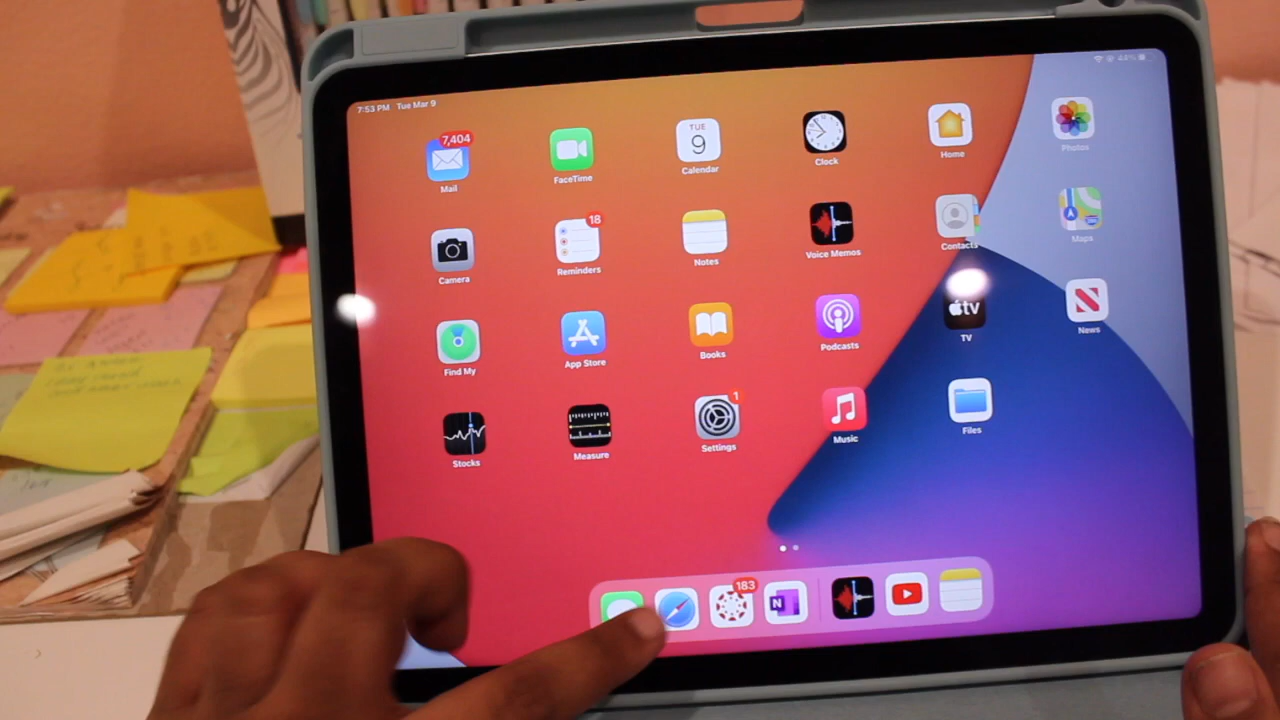 7:53 PM Tue Mar 9
44%
7,404
TUE
9
Mail
FaceTime
Calendar
Clock
Home
Photos
18
Camera
Reminders
Notes
Voice Memos
Contacts
Maps
tv
Find My
App Store
Books
Podcasts
TV
News
1
Stocks
Measure
Settings
Music
Files
183
N